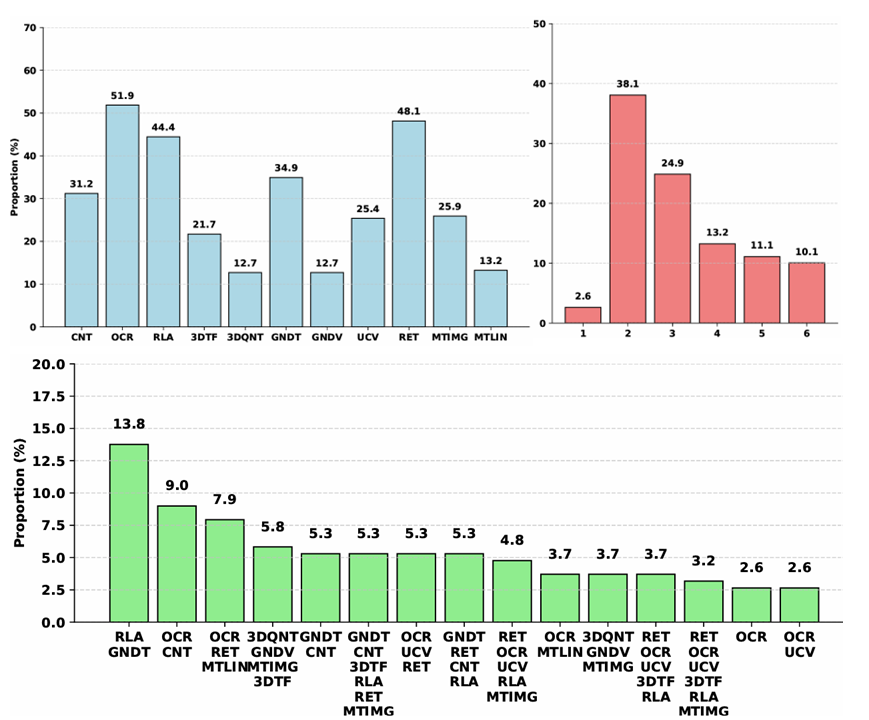 70
60
50
40
30
20
10
0
Proportion (%)
31.2
51.9
44.4
21.7
12.7
34.9
12.7
25.4
48.1
25.9
13.2
CNT OCR RLA 3DTF 3DQNT GNDT GNDV UCV RET MTIMG MTLIN
50
40
30
20
10
0
2.6
38.1
24.9
13.2
11.1
10.1
1 2 3 4 5 6
20.0
17.5
15.0
12.5
10.0
7.5
5.0
2.5
0.0
Proportion (%)
13.8
9.0
7.9
5.8
5.3
5.3
5.3
5.3
4.8
3.7
3.7
3.7
3.2
2.6
2.6
RLA
GNDT
OCR
CNT
OCR
RET
MTLIN
3DQNT
GNDV
MTIMG
3DTF
GNDT
CNT
GNDT
CNT
3DTF
RLA
RET
MTIMG
OCR
UCV
RET
GNDT
RET
CNT
RLA
RET
OCR
UCV
RLA
MTIMG
OCR
MTLIN
3DQNT
GNDV
MTIMG
RET
OCR
UCV
3DTF
RLA
RET
OCR
UCV
3DTF
RLA
MTIMG
OCR
OCR
UCV